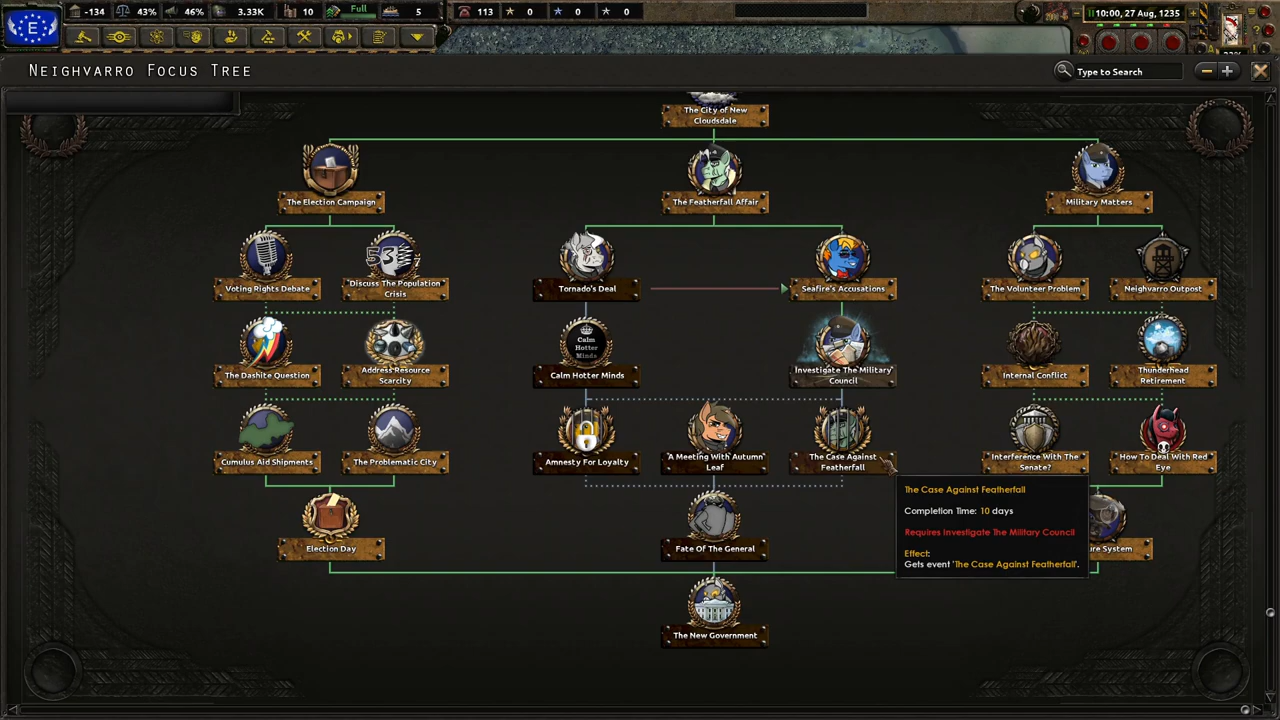 -134
43%
46%
3.33K
10
Full
5
113
0
0
0
10:00, 27 Aug, 1235
E
Neighvarro Focus Tree
Type to Search
The City of New
Cloudsdale
The Election Campaign
The Featherfall Affair
Military Matters
Voting Rights Debate
Discuss The Population
Crisis
Tornado's Deal
Seafire's Accusations
The Volunteer Problem
Neighvarro Outpost
The Dashite Question
Address Resource
Scarcity
Calm
Hotter
Minds
Calm Hotter Minds
Investigate The Military
Council
Internal Conflict
Thunderhead
Retirement
Cumulus Aid Shipments
The Problematic City
Amnesty For Loyalty
A Meeting With Autumn
Leaf
The Case Against
Featherfall
Interference With The
Senate?
How To Deal With Red
Eye
The Case Against Featherfall
Completion Time: 10 days
Requires Investigate The Military Council
Effect:
Gets event 'The Case Against Featherfall'.
Election Day
Fate Of The General
ure System
The New Government